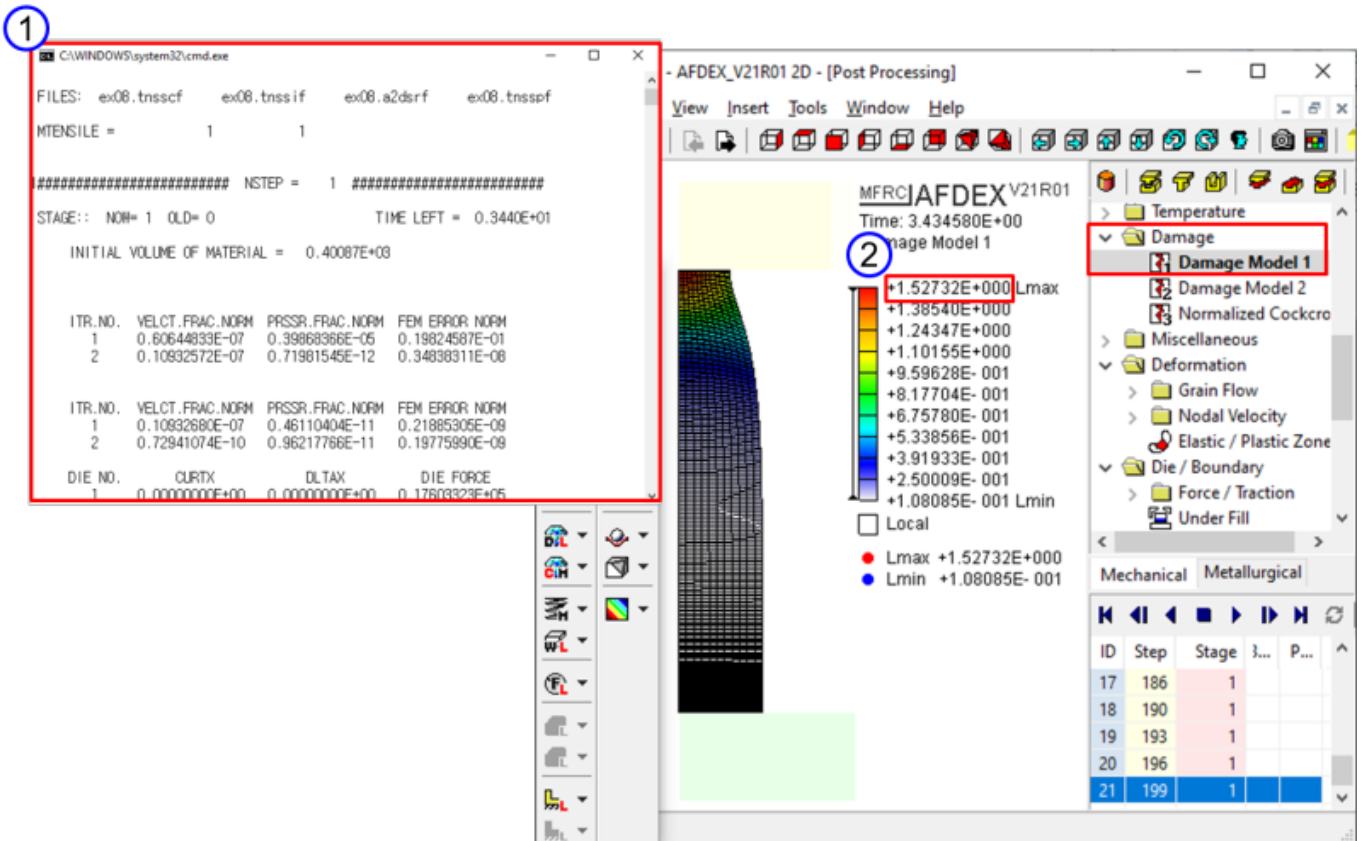 1
C:\WINDOWS\system32\cmd.exe
FILES: ex08.tnsscf ex08.tnssif ex08.a2dsrf ex08.tnsspf
MTENSILE = 1 1
######################### NSTEP = 1 #########################
STAGE:: NOW= 1 OLD= 0 TIME LEFT = 0.3440E+01
INITIAL VOLUME OF MATERIAL = 0.40087E+03
ITR.NO. VELCT.FRAC.NORM PRSSR.FRAC.NORM FEM ERROR NORM
1 0.60644833E-07 0.39868366E-05 0.19824587E-01
2 0.10932572E-07 0.71981545E-12 0.34838311E-08
ITR.NO. VELCT.FRAC.NORM PRSSR.FRAC.NORM FEM ERROR NORM
1 0.10932680E-07 0.46110404E-11 0.21885305E-09
2 0.72941074E-10 0.96217766E-11 0.19775990E-09
DIE NO. CURTX DLTAX DIE FORCE
1 0.00000000E+00 0.00000000E+00 0.17603323E+05
- AFDEX_V21R01 2D - [Post Processing]
View Insert Tools Window Help
MFRC|AFDEX V21R01
Time: 3.434580E+00
mage Model 1
2
+1.52732E+000 Lmax
+1.38540E+000
+1.24347E+000
+1.10155E+000
+9.59628E- 001
+8.17704E- 001
+6.75780E- 001
+5.33856E- 001
+3.91933E- 001
+2.50009E- 001
+1.08085E- 001 Lmin
Local
Lmax +1.52732E+000
Lmin +1.08085E- 001
Temperature
Damage
Damage Model 1
Damage Model 2
Normalized Cockcro
Miscellaneous
Deformation
Grain Flow
Nodal Velocity
Elastic / Plastic Zone
Die / Boundary
Force / Traction
Under Fill
Mechanical Metallurgical
ID Step Stage 3... P...
17 186 1
18 190 1
19 193 1
20 196 1
21 199 1